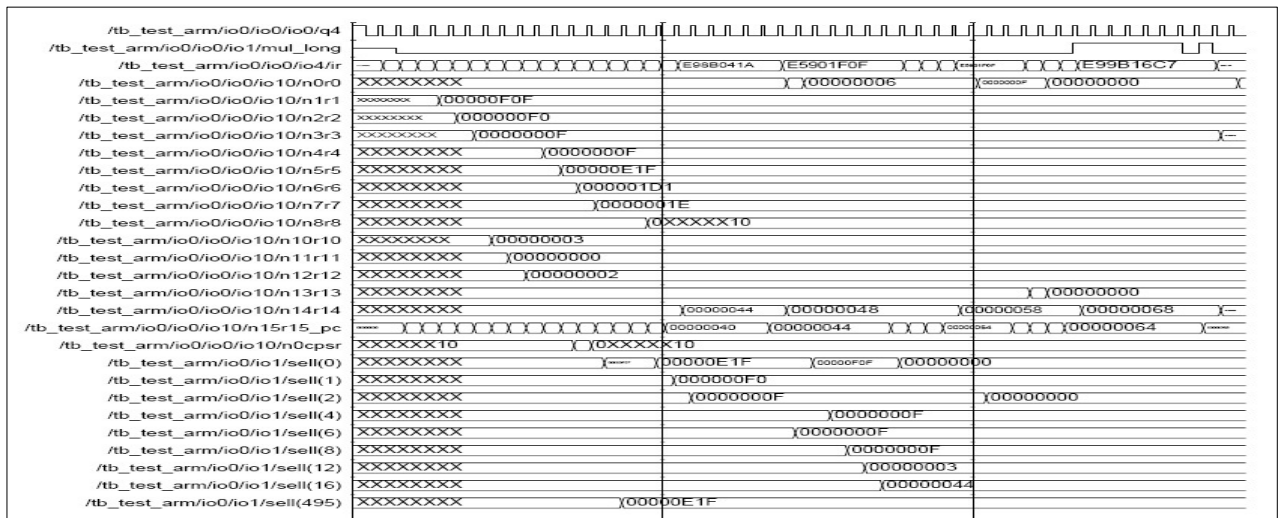 /tb_test_arm/io0/io0/io0/q4
/tb_test_arm/io0/io0/io1/mul_long
/tb_test_arm/io0/io0/io4/ir E98B041A E5901F0F E99B16C7
/tb_test_arm/io0/io0/io10/n0r0 XXXXXXXX 00000006 00000000
/tb_test_arm/io0/io0/io10/n1r1 xxxxxxxx 00000F0F
/tb_test_arm/io0/io0/io10/n2r2 xxxxxxxx 000000F0
/tb_test_arm/io0/io0/io10/n3r3 xxxxxxxx 0000000F
/tb_test_arm/io0/io0/io10/n4r4 XXXXXXXX 0000000F
/tb_test_arm/io0/io0/io10/n5r5 XXXXXXXX 00000E1F
/tb_test_arm/io0/io0/io10/n6r6 XXXXXXXX 000001D1
/tb_test_arm/io0/io0/io10/n7r7 XXXXXXXX 0000001E
/tb_test_arm/io0/io0/io10/n8r8 XXXXXXXX 0XXXXX10
/tb_test_arm/io0/io0/io10/n10r10 XXXXXXXX 00000003
/tb_test_arm/io0/io0/io10/n11r11 XXXXXXXX 00000000
/tb_test_arm/io0/io0/io10/n12r12 XXXXXXXX 00000002
/tb_test_arm/io0/io0/io10/n13r13 XXXXXXXX 00000000
/tb_test_arm/io0/io0/io10/n14r14 XXXXXXXX 00000044 00000048 00000058 00000068
/tb_test_arm/io0/io0/io10/n15r15_pc 00000040 00000044 00000064
/tb_test_arm/io0/io0/io10/n0cpsr XXXXXX10 0XXXXX10
/tb_test_arm/io0/io1/sell(0) XXXXXXXX 00000E1F 00000F0F 00000000
/tb_test_arm/io0/io1/sell(1) XXXXXXXX 000000F0
/tb_test_arm/io0/io1/sell(2) XXXXXXXX 0000000F 00000000
/tb_test_arm/io0/io1/sell(4) XXXXXXXX 0000000F
/tb_test_arm/io0/io1/sell(6) XXXXXXXX 0000000F
/tb_test_arm/io0/io1/sell(8) XXXXXXXX 0000000F
/tb_test_arm/io0/io1/sell(12) XXXXXXXX 00000003
/tb_test_arm/io0/io1/sell(16) XXXXXXXX 00000044
/tb_test_arm/io0/io1/sell(495) XXXXXXXX 00000E1F